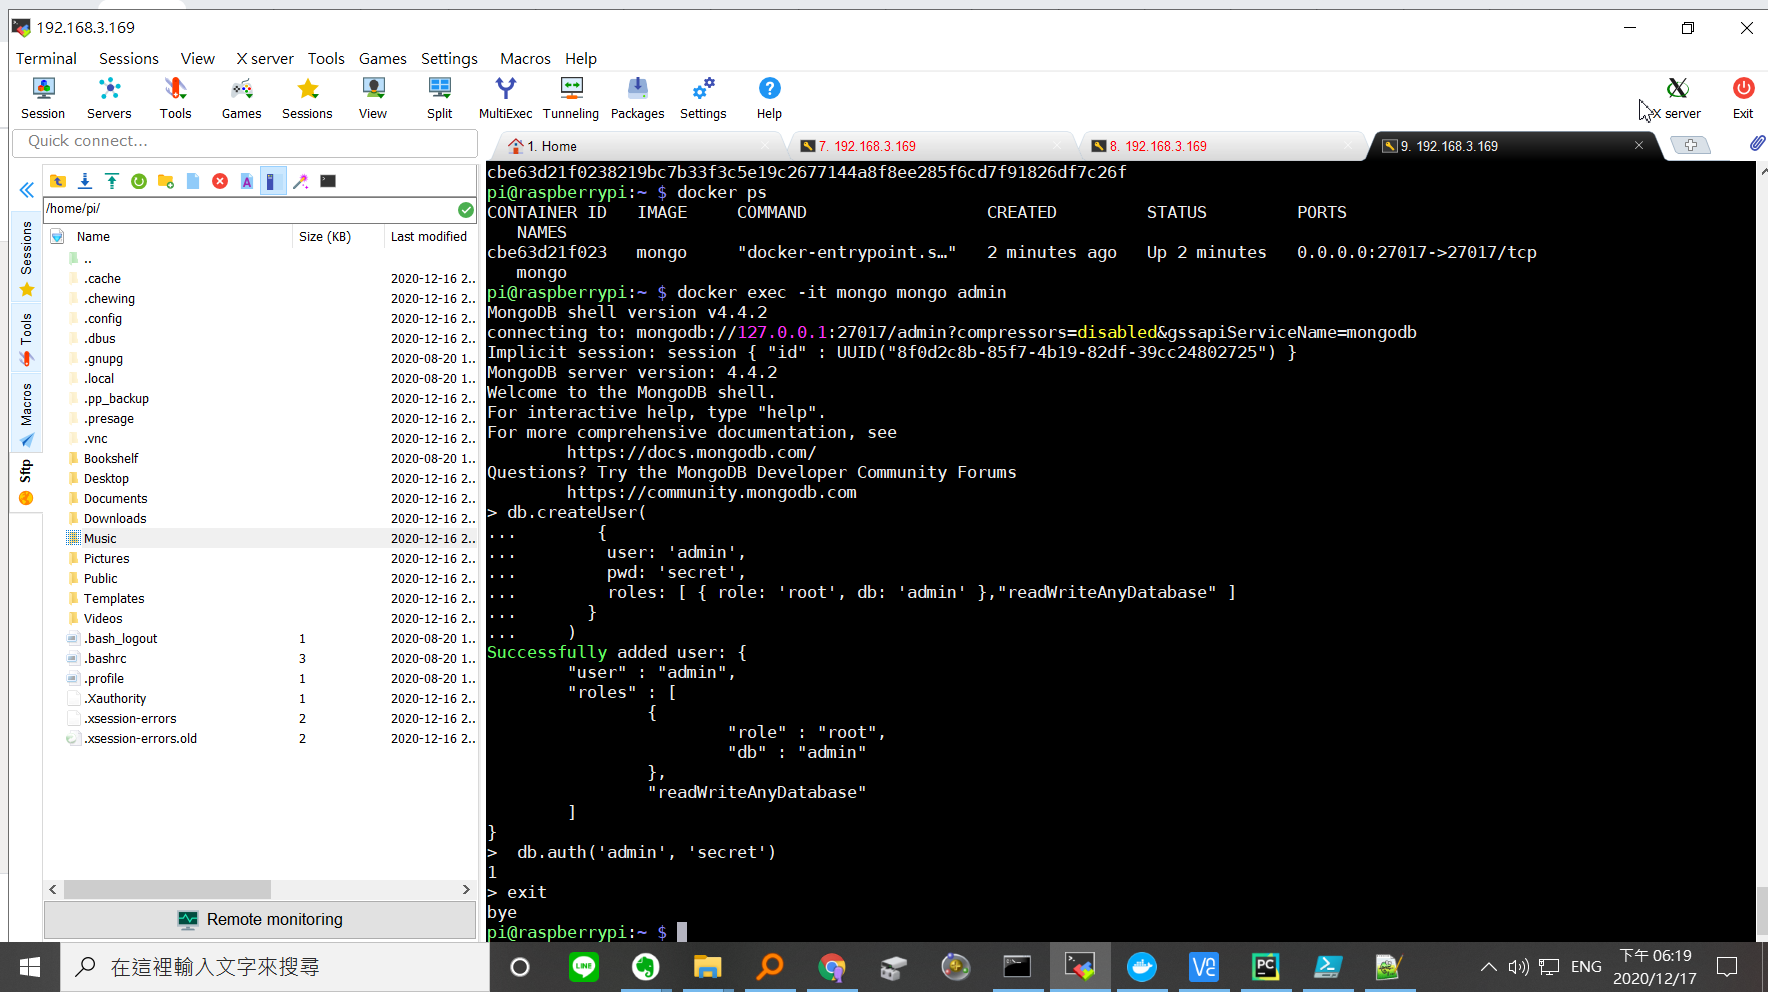 192.168.3.169
Terminal Sessions View X server Tools Games Settings Macros Help
Session Servers Tools Games Sessions View Split MultiExec Tunneling Packages Settings Help X server Exit
Quick connect...
1. Home 7. 192.168.3.169 8. 192.168.3.169 9. 192.168.3.169
Sessions
Tools
Macros
Sftp
/home/pi/
Name Size (KB) Last modified
..
.cache 2020-12-16 2..
.chewing 2020-12-16 2..
.config 2020-12-16 2..
.dbus 2020-12-16 2..
.gnupg 2020-08-20 1..
.local 2020-08-20 1..
.pp_backup 2020-12-16 2..
.presage 2020-12-16 2..
.vnc 2020-12-16 2..
Bookshelf 2020-08-20 2..
Desktop 2020-12-16 2..
Documents 2020-12-16 2..
Downloads 2020-12-16 2..
Music 2020-12-16 2..
Pictures 2020-12-16 2..
Public 2020-12-16 2..
Templates 2020-12-16 2..
Videos 2020-12-16 2..
.bash_logout 1 2020-08-20 1..
.bashrc 3 2020-08-20 1..
.profile 1 2020-08-20 1..
.Xauthority 1 2020-12-16 2..
.xsession-errors 2 2020-12-16 2..
.xsession-errors.old 2 2020-12-16 2..
Remote monitoring
cbe63d21f0238219bc7b33f3c5e19c2677144a8f8ee285f6cd7f91826df7c26f
pi@raspberrypi:~ $ docker ps
CONTAINER ID IMAGE COMMAND CREATED STATUS PORTS
NAMES
cbe63d21f023 mongo "docker-entrypoint.s…" 2 minutes ago Up 2 minutes 0.0.0.0:27017->27017/tcp
mongo
pi@raspberrypi:~ $ docker exec -it mongo mongo admin
MongoDB shell version v4.4.2
connecting to: mongodb://127.0.0.1:27017/admin?compressors=disabled&gssapiServiceName=mongodb
Implicit session: session { "id" : UUID("8f0d2c8b-85f7-4b19-82df-39cc24802725") }
MongoDB server version: 4.4.2
Welcome to the MongoDB shell.
For interactive help, type "help".
For more comprehensive documentation, see
https://docs.mongodb.com/
Questions? Try the MongoDB Developer Community Forums
https://community.mongodb.com
> db.createUser(
... {
... user: 'admin',
... pwd: 'secret',
... roles: [ { role: 'root', db: 'admin' },"readWriteAnyDatabase" ]
... }
... )
Successfully added user: {
"user" : "admin",
"roles" : [
{
"role" : "root",
"db" : "admin"
},
"readWriteAnyDatabase"
]
}
> db.auth('admin', 'secret')
1
> exit
bye
pi@raspberrypi:~ $
在這裡輸入文字來搜尋
ENG
下午 06:19
2020/12/17